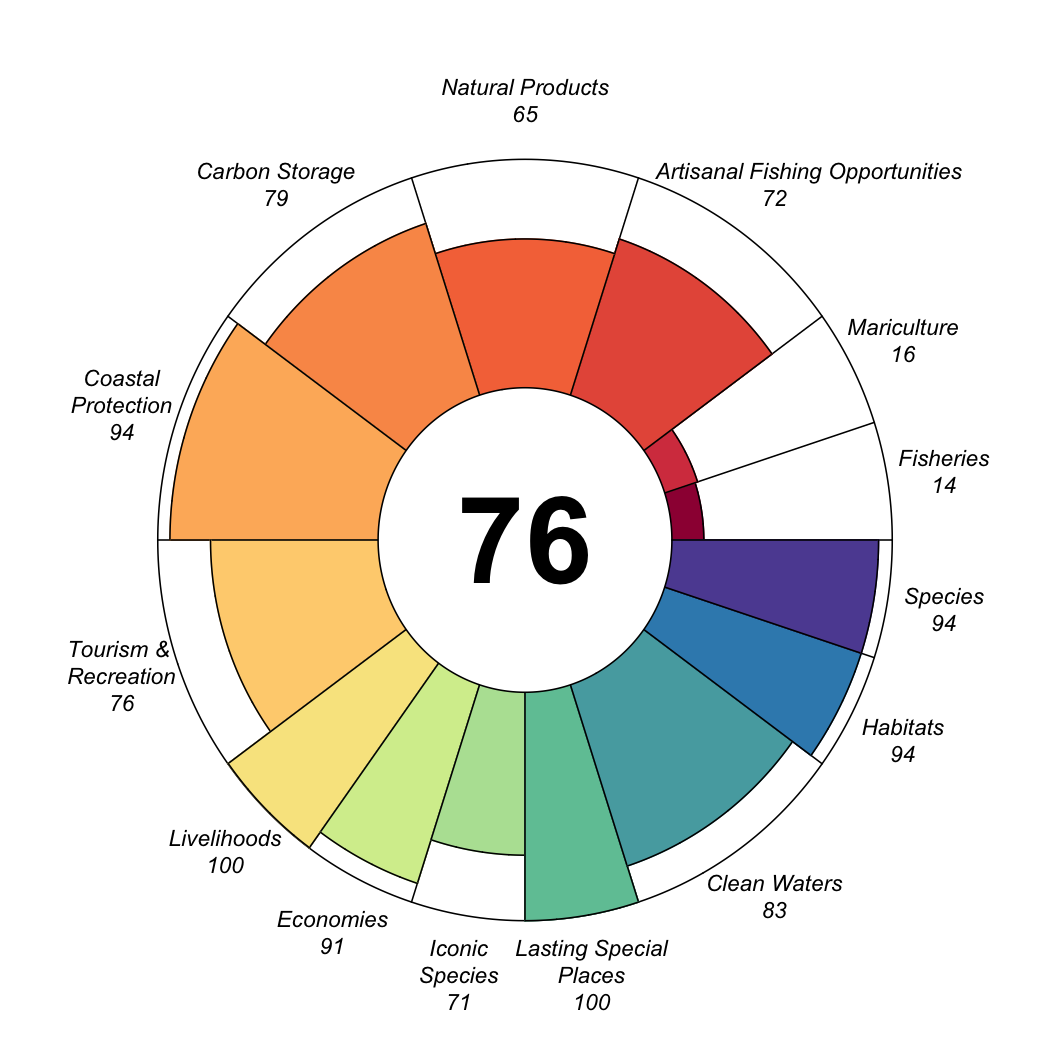 Natural Products
65
Carbon Storage
79
Artisanal Fishing Opportunities
72
Mariculture
16
Coastal
Protection
94
Fisheries
14
76
Species
94
Tourism &
Recreation
76
Habitats
94
Livelihoods
100
Clean Waters
83
Economies
91
Iconic
Species
71
Lasting Special
Places
100